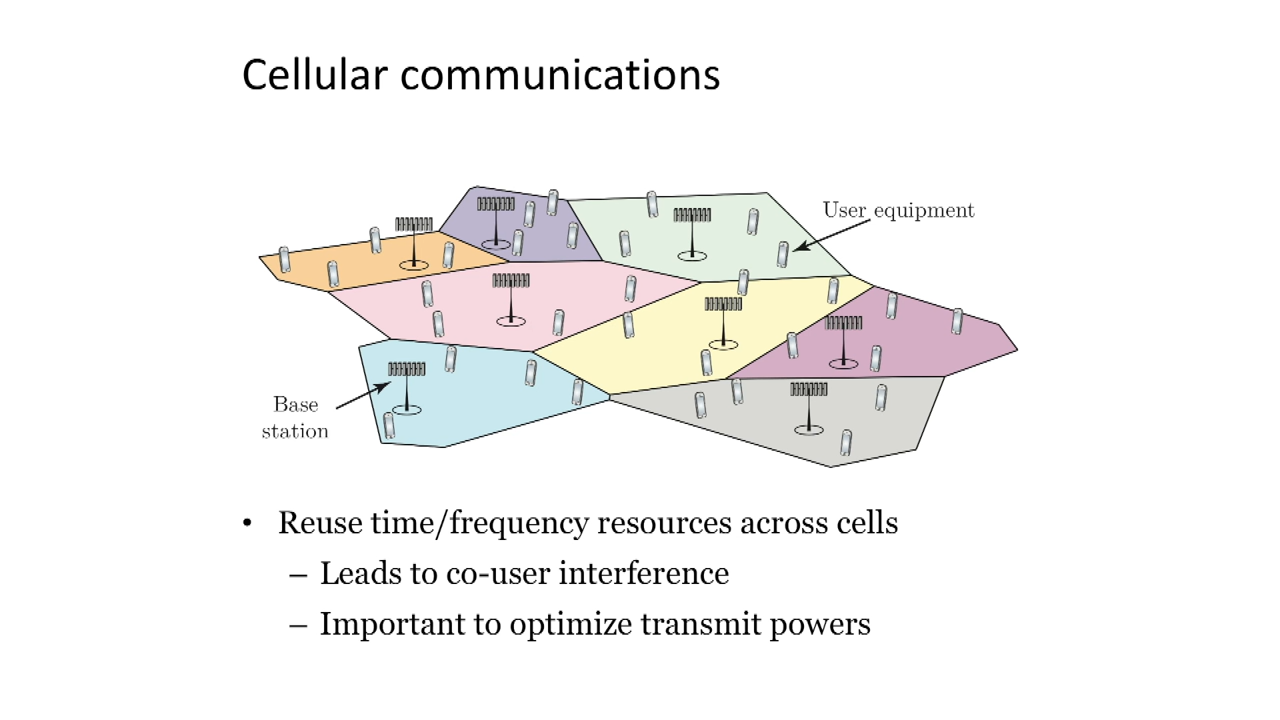 Cellular communications
User equipment
Base
station
• Reuse time/frequency resources across cells
– Leads to co-user interference
– Important to optimize transmit powers